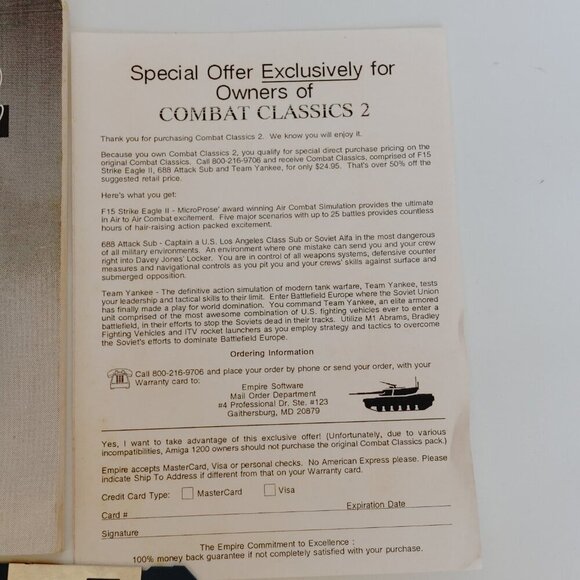 Special Offer Exclusively for
Owners of
COMBAT CLASSICS 2
Thank you for purchasing Combat Classics 2. We know you will enjoy it.
Because you own Combat Classics 2, you qualify for special direct purchase pricing on the
original Combat Classics. Call 800-216-9706 and receive Combat Classics, comprised of F15
Strike Eagle II, 688 Attack Sub and Team Yankee, for only $24.95. That's over 50% off the
suggested retail price.
Here's what you get:
F15 Strike Eagle II - MicroProse' award winning Air Combat Simulation provides the ultimate
in Air to Air Combat excitement. Five major scenarios with up to 25 battles provides countless
hours of hair-raising action packed excitement.
688 Attack Sub - Captain a U.S. Los Angeles Class Sub or Soviet Alfa in the most dangerous
of all military environments. An environment where one mistake can send you and your crew
right into Davey Jones' Locker. You are in control of all weapons systems, defensive counter
measures and navigational controls as you pit you and your crews' skills against surface and
submerged opposition.
Team Yankee - The definitive action simulation of modern tank warfare, Team Yankee, tests
your leadership and tactical skills to their limit. Enter Battlefield Europe where the Soviet Union
has finally made a play for world domination. You command Team Yankee, an elite armored
unit comprised of the most awesome combination of U.S. fighting vehicles ever to enter a
battlefield, in their efforts to stop the Soviets dead in their tracks. Utilize M1 Abrams, Bradley
Fighting Vehicles and ITV rocket launchers as you employ strategy and tactics to overcome
the Soviet's efforts to dominate Battlefield Europe.
Ordering Information
Call 800-216-9706 and place your order by phone or send your order, with your
Warranty card to:
Empire Software
Mail Order Department
#4 Professional Dr. Ste. #123
Gaithersburg, MD 20879
Yes, I want to take advantage of this exclusive offer! (Unfortunately, due to various
incompatibilities, Amiga 1200 owners should not purchase the original Combat Classics pack.)
Empire accepts MasterCard, Visa or personal checks. No American Express please. Please
indicate Ship To Address if different from that on your Warranty card.
Credit Card Type: MasterCard Visa
Card # Expiration Date
Signature
The Empire Commitment to Excellence :
100% money back guarantee if not completely satisfied with your purchase.